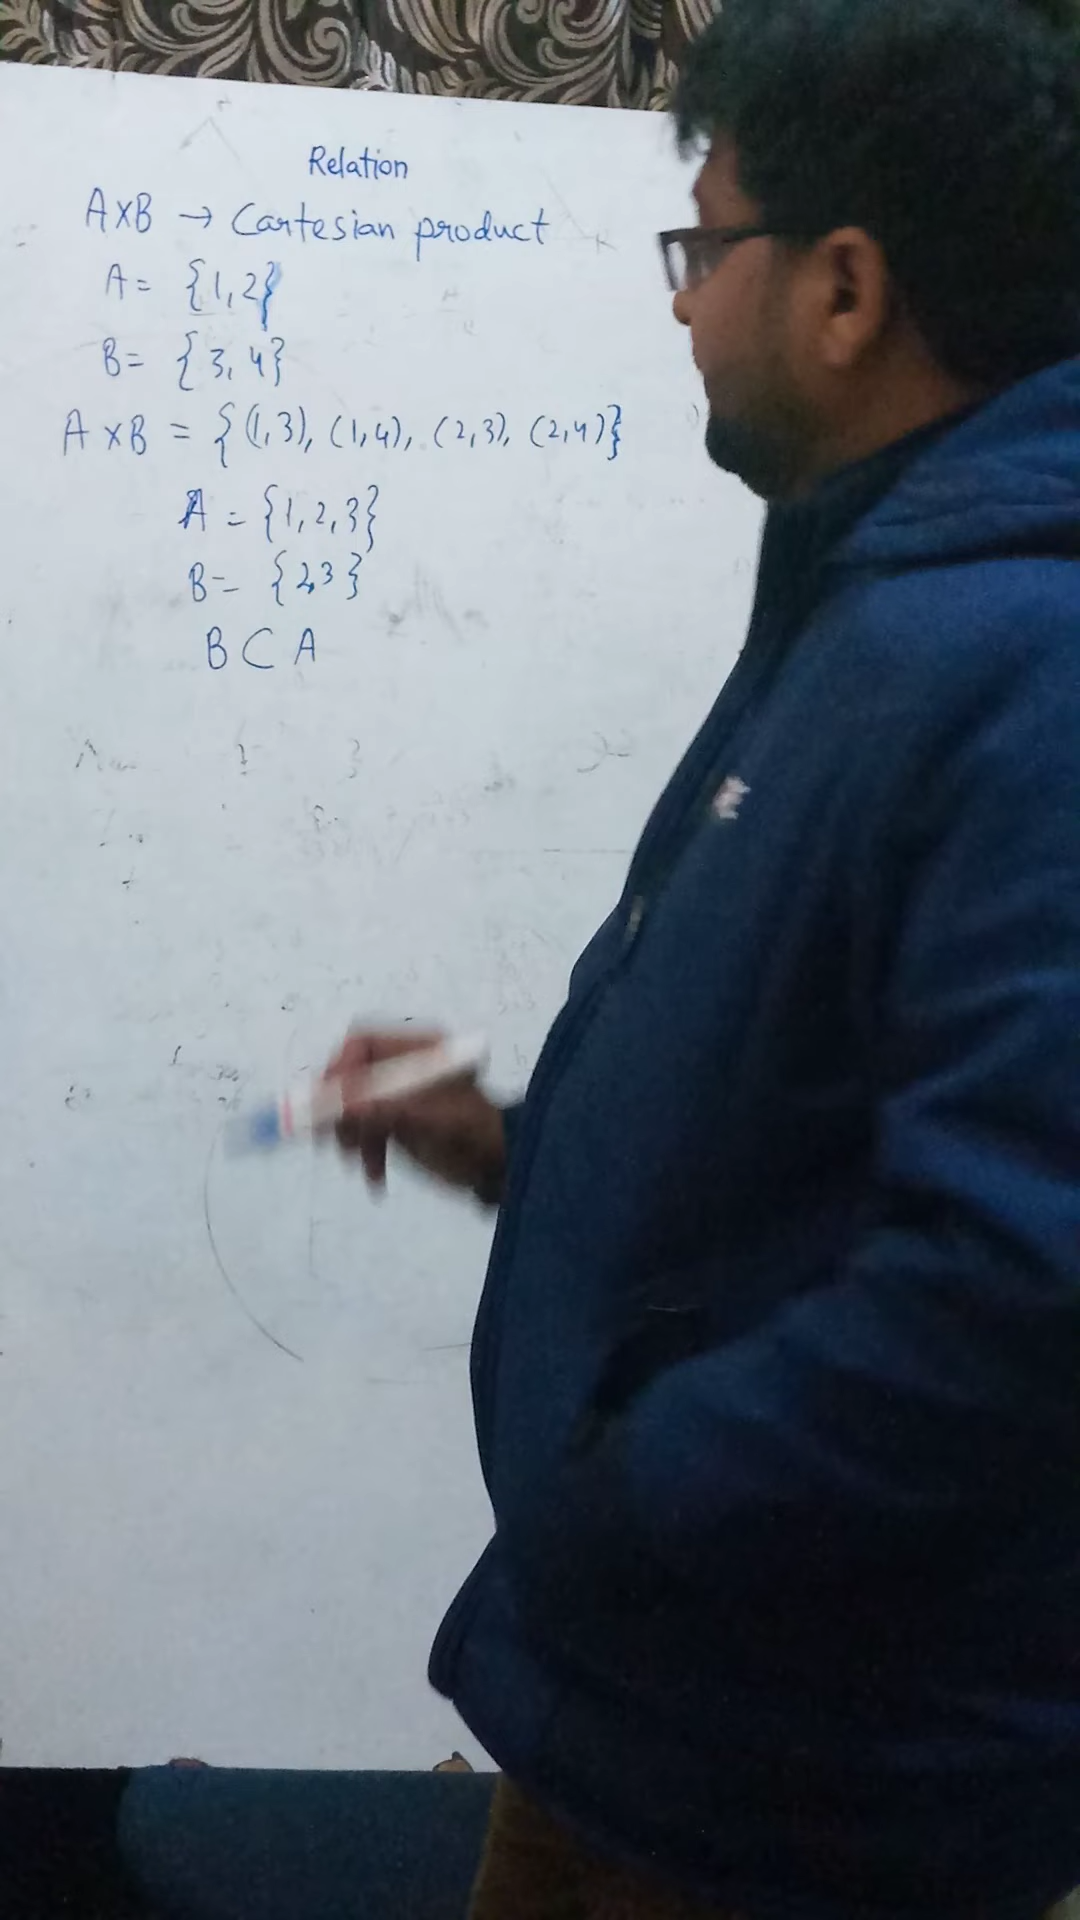 Relation
A×B → Cartesian product
A= {1,2}
B= {3,4}
A×B = {(1,3), (1,4), (2,3), (2,4)}
A = {1,2,3}
B= {2,3}
B ⊂ A